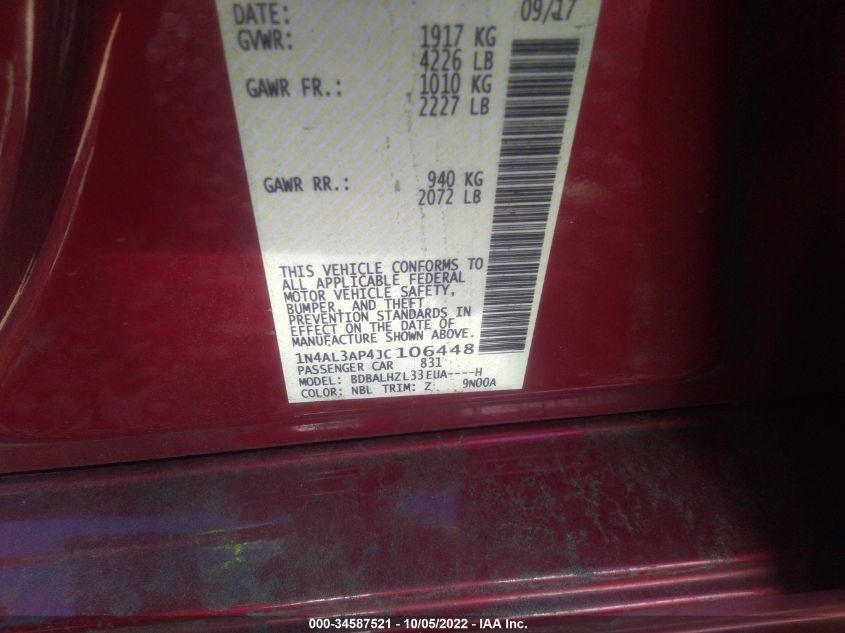 DATE: 09/17
GVWR: 1917 KG
4226 LB
GAWR FR.: 1010 KG
2227 LB
GAWR RR.: 940 KG
2072 LB
THIS VEHICLE CONFORMS TO
ALL APPLICABLE FEDERAL
MOTOR VEHICLE SAFETY,
BUMPER, AND THEFT
PREVENTION STANDARDS IN
EFFECT ON THE DATE OF
MANUFACTURE SHOWN ABOVE.
1N4AL3AP4JC106448
PASSENGER CAR 831
MODEL: BDBALHZL33EUA----H
COLOR: NBL TRIM: Z 9N00A
000-34587521 - 10/05/2022 - IAA Inc.